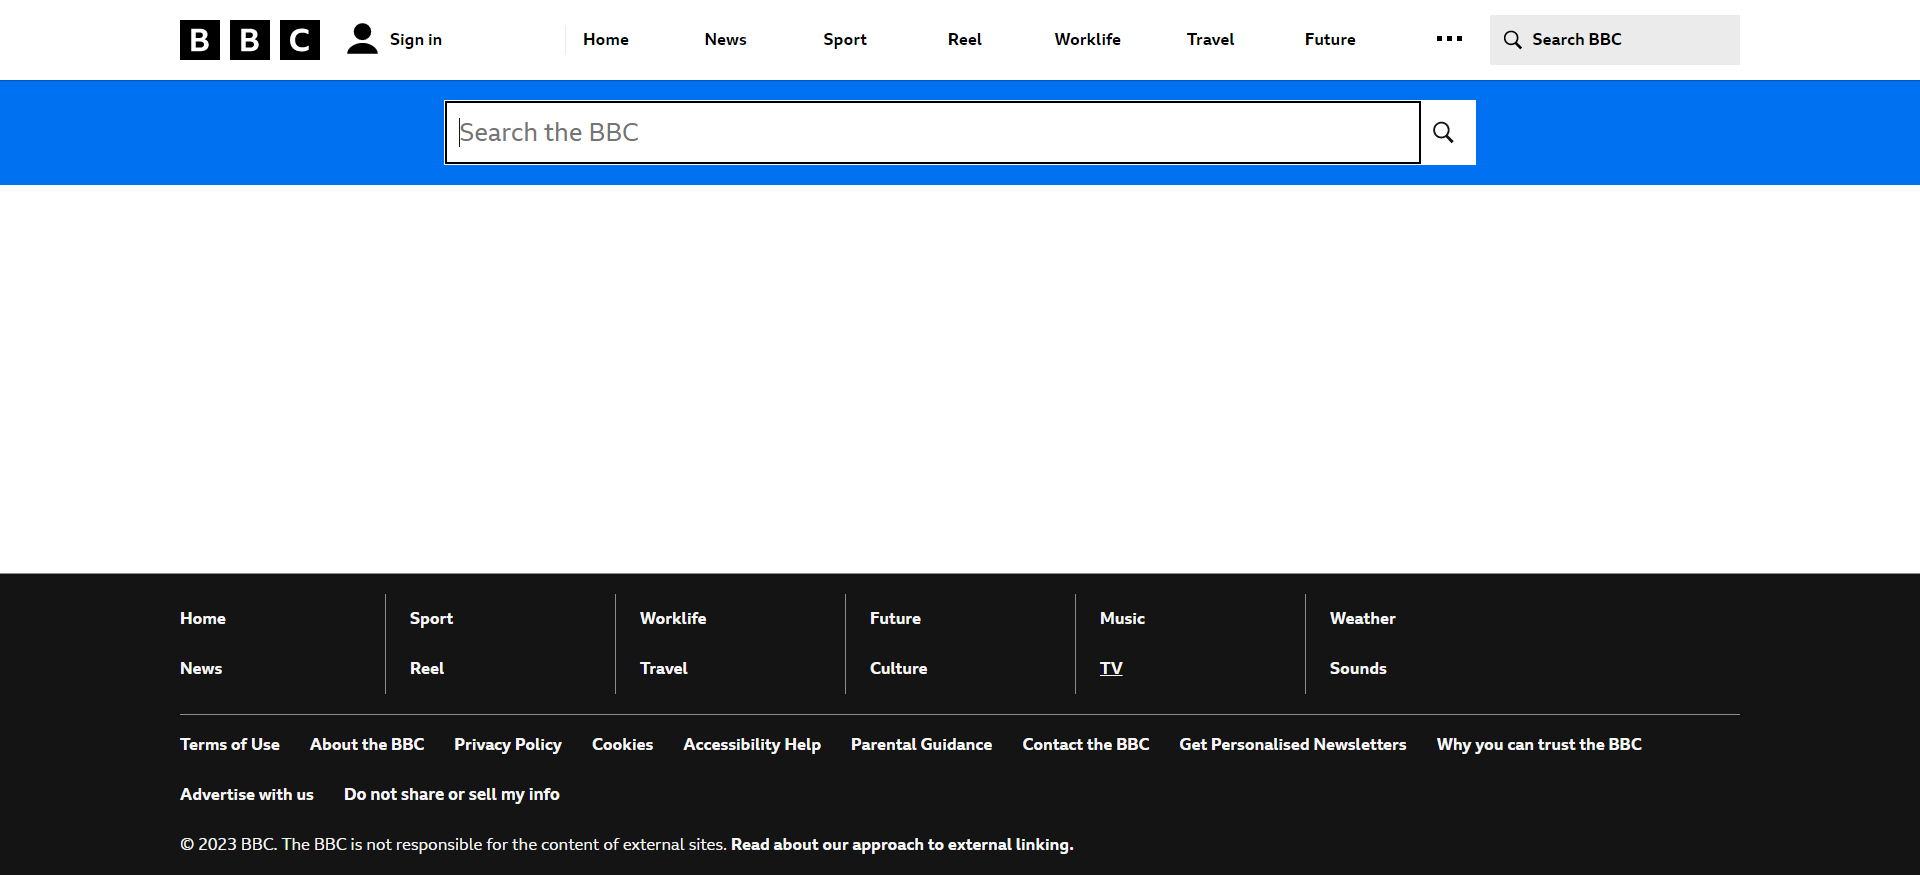 BBC Sign in Home News Sport Reel Worklife Travel Future Search BBC
Search the BBC
Home Sport Worklife Future Music Weather
News Reel Travel Culture TV Sounds
Terms of Use About the BBC Privacy Policy Cookies Accessibility Help Parental Guidance Contact the BBC Get Personalised Newsletters Why you can trust the BBC
Advertise with us Do not share or sell my info
© 2023 BBC. The BBC is not responsible for the content of external sites. Read about our approach to external linking.